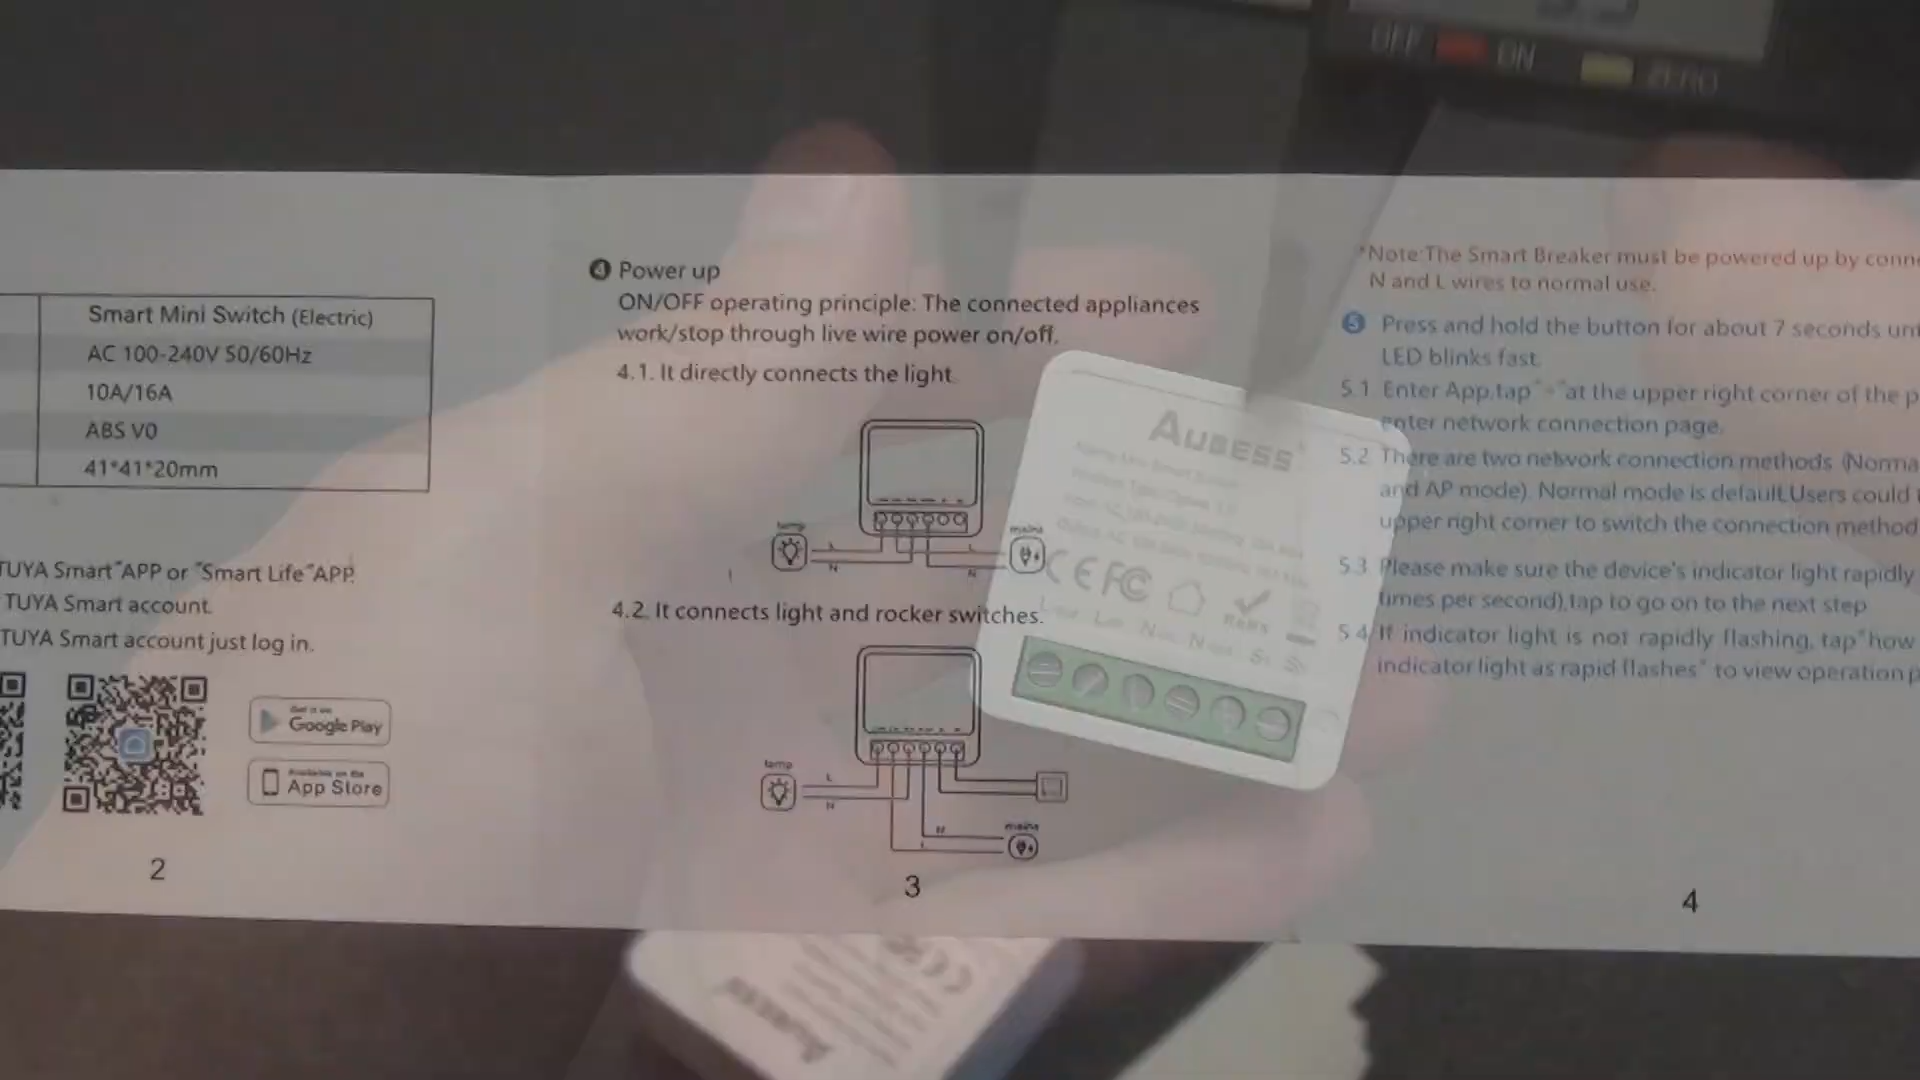 OFF ON ZERO
Smart Mini Switch (Electric)
AC 100-240V 50/60Hz
10A/16A
ABS V0
41*41*20mm
TUYA Smart"APP or "Smart Life"APP.
TUYA Smart account.
TUYA Smart account just log in.
Google Play
Available on the
App Store
2
4 Power up
ON/OFF operating principle: The connected appliances
work/stop through live wire power on/off.
4.1. It directly connects the light
lamp
L
N
mains
L
N
4.2. It connects light and rocker switches.
lamp
L
N
N
L
mains
3
AUBESS
CE FC
RoHS
*Note:The Smart Breaker must be powered up by
N and L wires to normal use.
5 Press and hold the button for about 7 seconds
LED blinks fast.
5.1 Enter App,tap"+"at the upper right corner of the
enter network connection page.
5.2 There are two network connection methods
and AP mode). Normal mode is default.Users could
upper right corner to switch the connection method
5.3 Please make sure the device's indicator light rapidly
times per second),tap to go on to the next step
5.4 If indicator light is not rapidly flashing, tap"how
indicator light as rapid flashes" to view operation
4